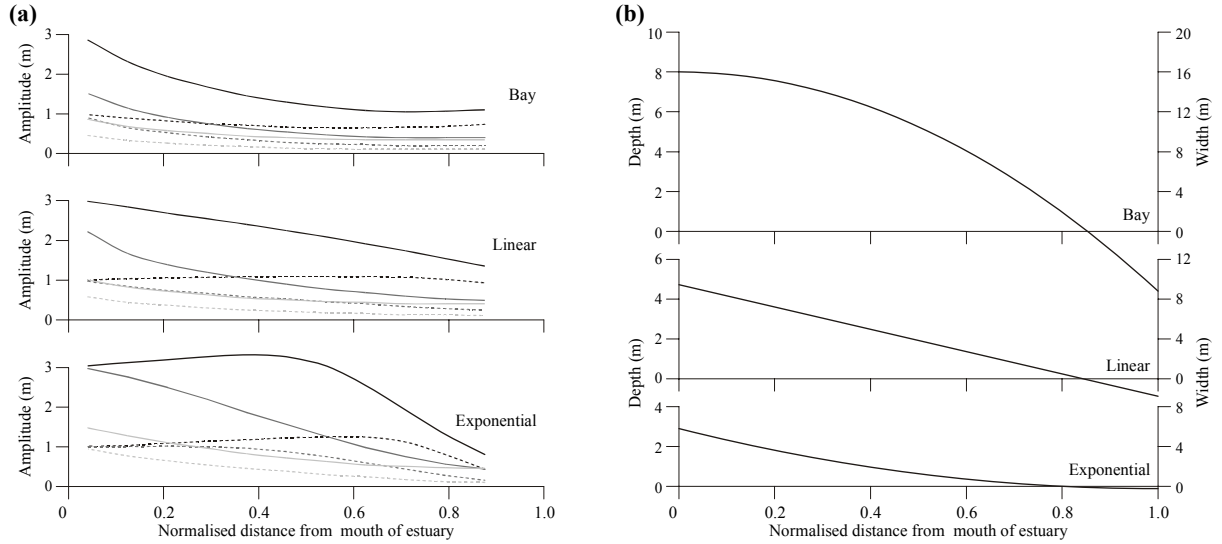 (a)
3
2
1
0
Amplitude (m)
Bay
3
2
1
0
Amplitude (m)
Linear
3
2
1
0
Amplitude (m)
Exponential
0 0.2 0.4 0.6 0.8 1.0
Normalised distance from mouth of estuary
(b)
10
8
6
4
2
0
Depth (m)
20
16
12
8
4
0
Width (m)
Bay
6
4
2
0
Depth (m)
12
8
4
0
Width (m)
Linear
4
2
0
Depth (m)
8
4
0
Width (m)
Exponential
0 0.2 0.4 0.6 0.8 1.0
Normalised distance from mouth of estuary